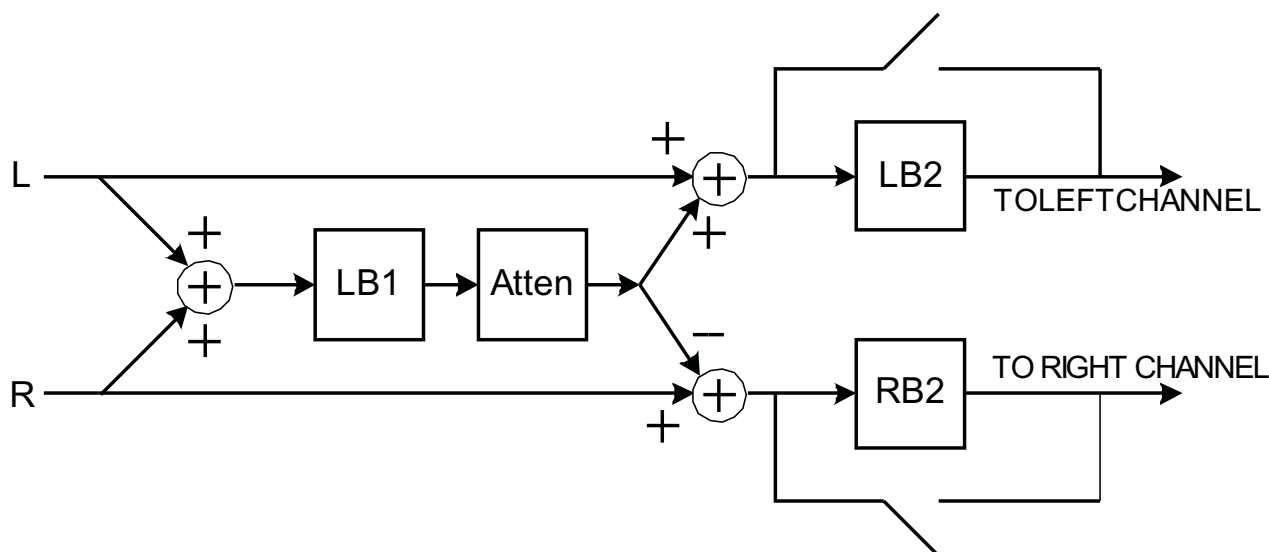 +
L
+
LB2
TOLEFTCHANNEL
+
+
+
LB1
Atten
+
−
TO RIGHT CHANNEL
R
+
RB2
+